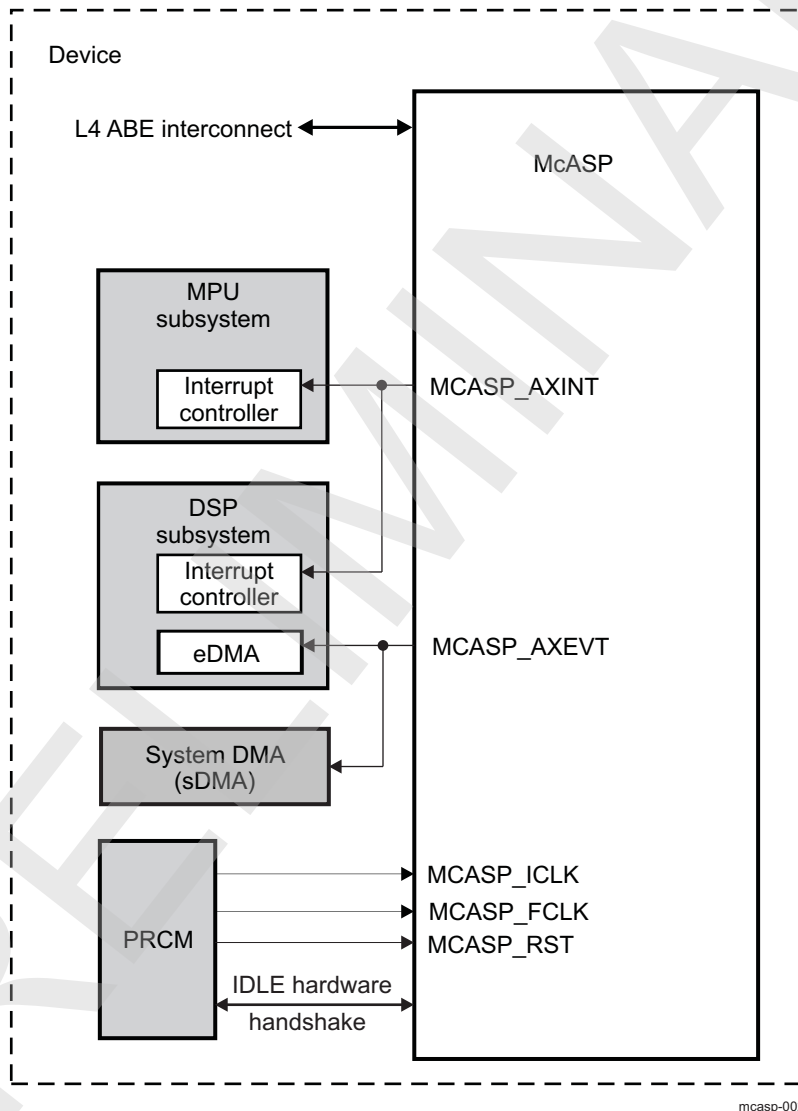 Device
L4 ABE interconnect
McASP
MPU
subsystem
Interrupt
controller
MCASP_AXINT
DSP
subsystem
Interrupt
controller
eDMA
MCASP_AXEVT
System DMA
(sDMA)
PRCM
MCASP_ICLK
MCASP_FCLK
MCASP_RST
IDLE hardware
handshake
mcasp-00
RELIMINA